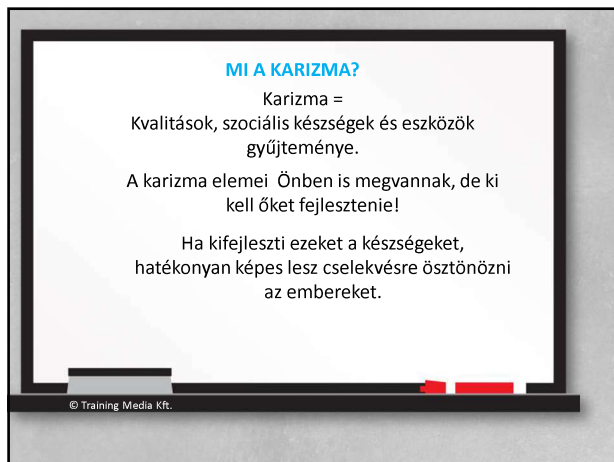 MI A KARIZMA?
Karizma =
Kvalitások, szociális készségek és eszközök
gyűjteménye.
A karizma elemei  Önben is megvannak, de ki
kell őket fejlesztenie!
Ha kifejleszti ezeket a készségeket,
hatékonyan képes lesz cselekvésre ösztönözni
az embereket.
© Training Media Kft.